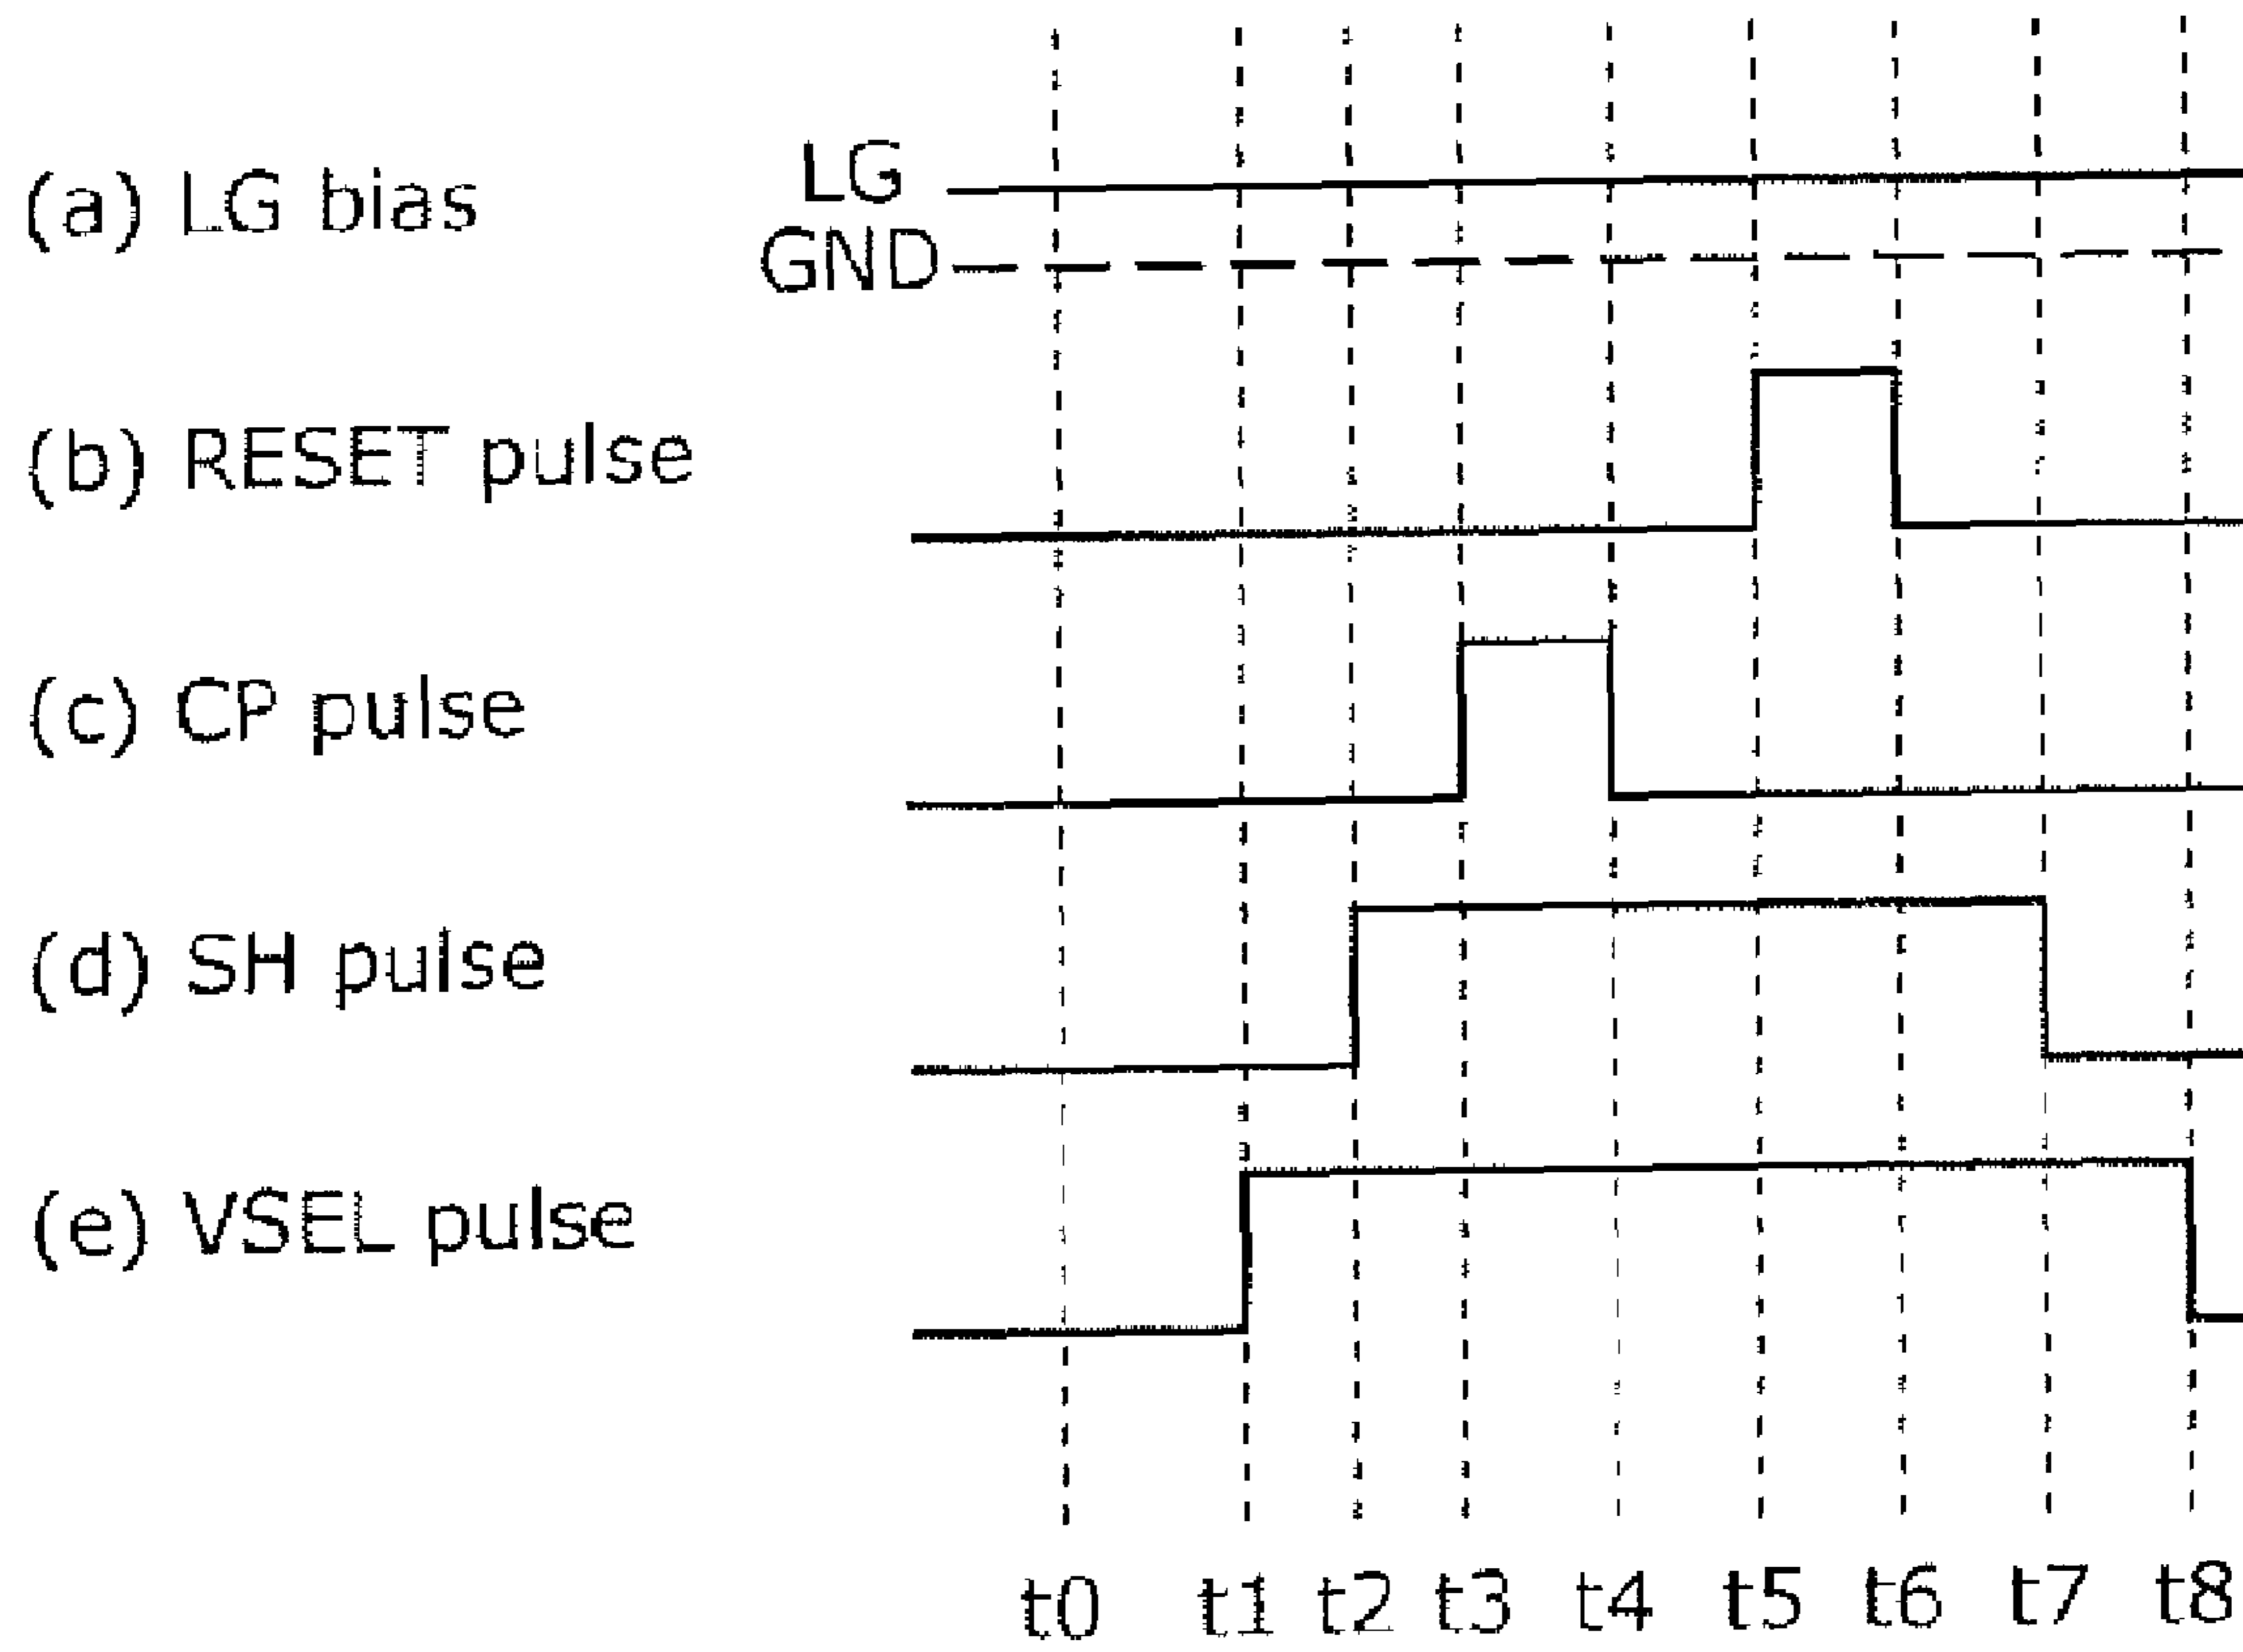 (a) LG bias
LG
GND
(b) RESET pulse
(c) CP pulse
(d) SH pulse
(e) VSEL pulse
t0 t1 t2 t3 t4 t5 t6 t7 t8